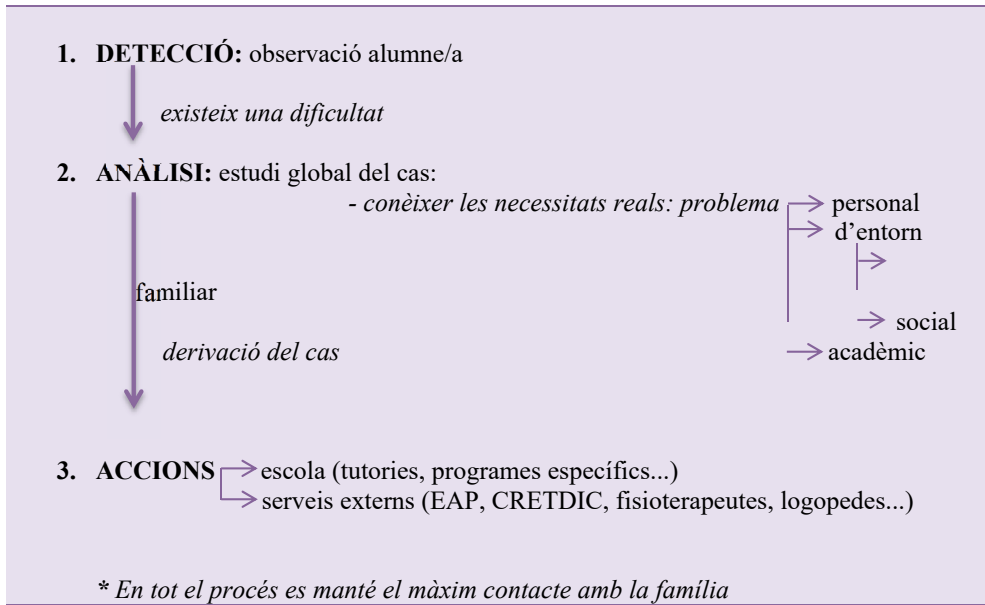 1. DETECCIÓ: observació alumne/a
existeix una dificultat
2. ANÀLISI: estudi global del cas:
- conèixer les necessitats reals: problema personal
d’entorn
familiar
social
derivació del cas acadèmic
3. ACCIONS escola (tutories, programes específics...)
serveis externs (EAP, CRETDIC, fisioterapeutes, logopedes...)
* En tot el procés es manté el màxim contacte amb la família